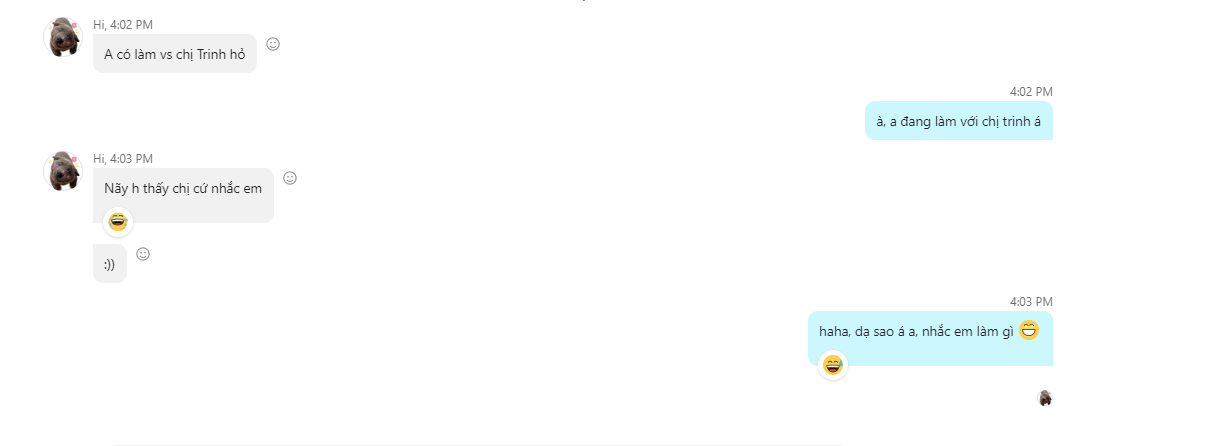 Hi, 4:02 PM
A có làm vs chị Trinh hỏ
4:02 PM
à, a đang làm với chị trinh á
Hi, 4:03 PM
Nãy h thấy chị cứ nhắc em
:))
4:03 PM
haha, dạ sao á a, nhắc em làm gì 😄